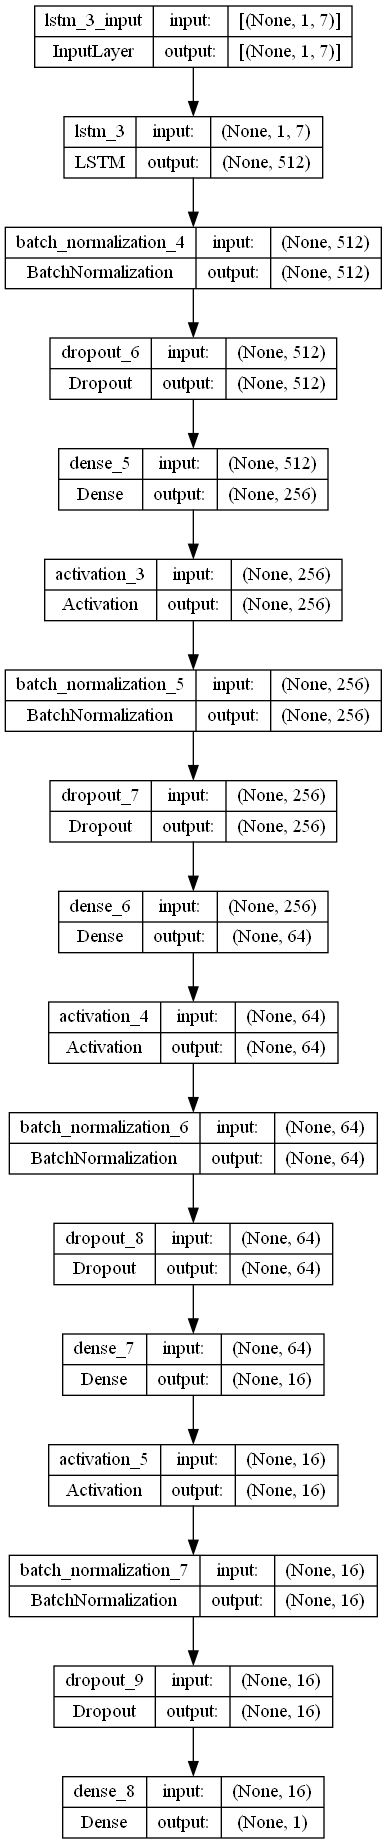 lstm_3_input input: [(None, 1, 7)]
InputLayer output: [(None, 1, 7)]
lstm_3 input: (None, 1, 7)
LSTM output: (None, 512)
batch_normalization_4 input: (None, 512)
BatchNormalization output: (None, 512)
dropout_6 input: (None, 512)
Dropout output: (None, 512)
dense_5 input: (None, 512)
Dense output: (None, 256)
activation_3 input: (None, 256)
Activation output: (None, 256)
batch_normalization_5 input: (None, 256)
BatchNormalization output: (None, 256)
dropout_7 input: (None, 256)
Dropout output: (None, 256)
dense_6 input: (None, 256)
Dense output: (None, 64)
activation_4 input: (None, 64)
Activation output: (None, 64)
batch_normalization_6 input: (None, 64)
BatchNormalization output: (None, 64)
dropout_8 input: (None, 64)
Dropout output: (None, 64)
dense_7 input: (None, 64)
Dense output: (None, 16)
activation_5 input: (None, 16)
Activation output: (None, 16)
batch_normalization_7 input: (None, 16)
BatchNormalization output: (None, 16)
dropout_9 input: (None, 16)
Dropout output: (None, 16)
dense_8 input: (None, 16)
Dense output: (None, 1)